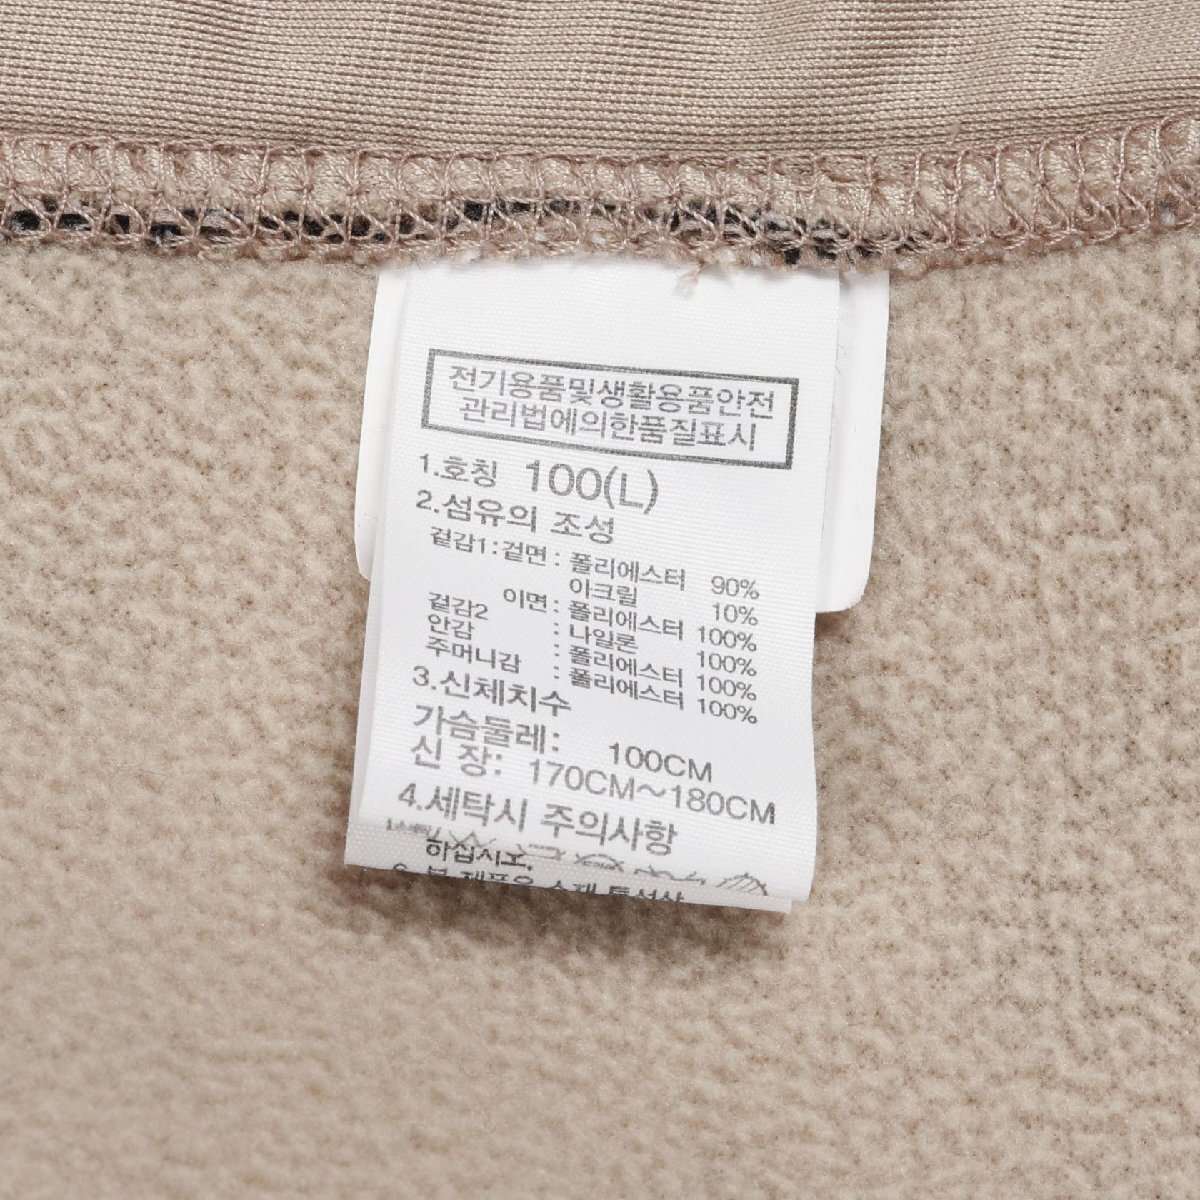 전기용품및생활용품안전
관리법에의한품질표시
1.호칭 100(L)
2.섬유의 조성
겉감1:겉면: 폴리에스터 90%
아크릴 10%
이면: 폴리에스터 100%
겉감2 : 나일론 100%
안감 : 폴리에스터 100%
주머니감 : 폴리에스터 100%
3.신체치수
가슴둘레: 100CM
신 장: 170CM~180CM
4.세탁시 주의사항
하십시오.